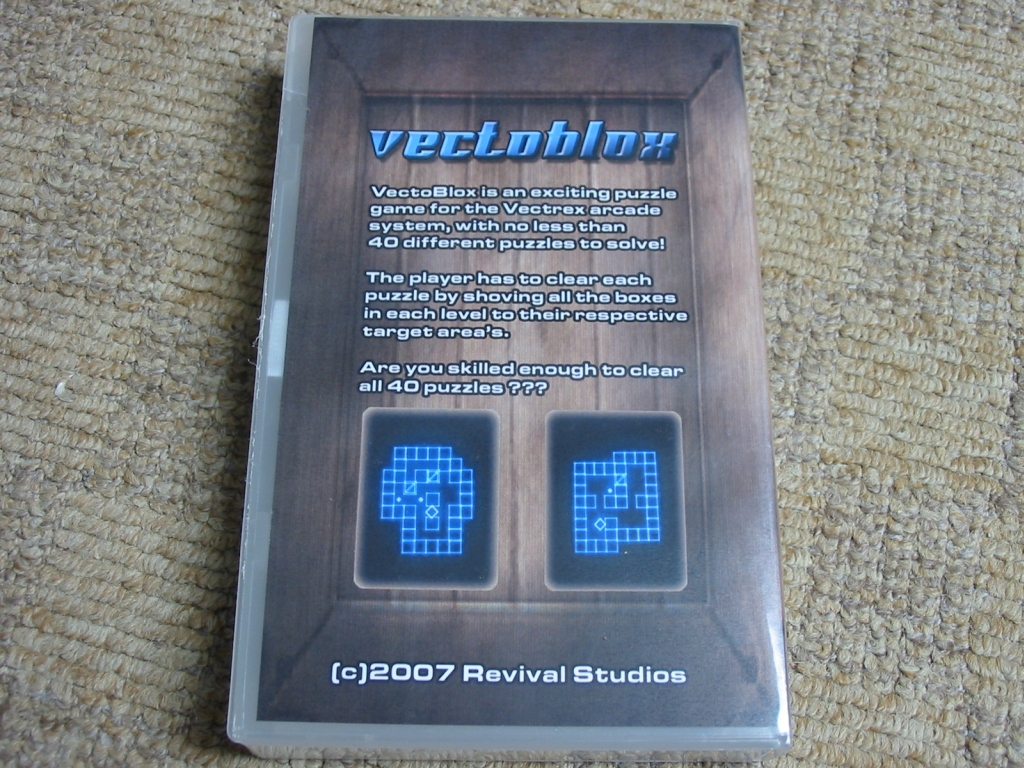 vectoblox
VectoBlox is an exciting puzzle
game for the Vectrex arcade
system, with no less than
40 different puzzles to solve!
The player has to clear each
puzzle by shoving all the boxes
in each level to their respective
target area's.
Are you skilled enough to clear
all 40 puzzles ???
(c)2007 Revival Studios